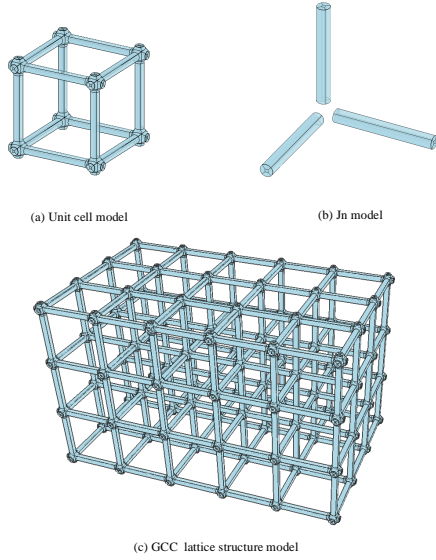 (a) Unit cell model
(b) Jn model
(c) GCC lattice structure model